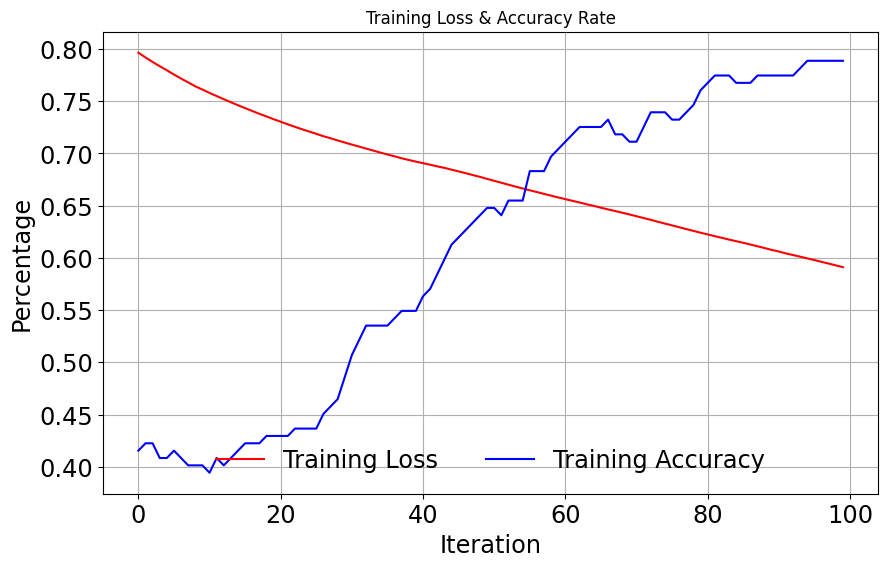 Training Loss & Accuracy Rate
0.80
0.75
0.70
0.65
0.60
0.55
0.50
0.45
0.40
Percentage
Training Loss
Training Accuracy
0 20 40 60 80 100
Iteration